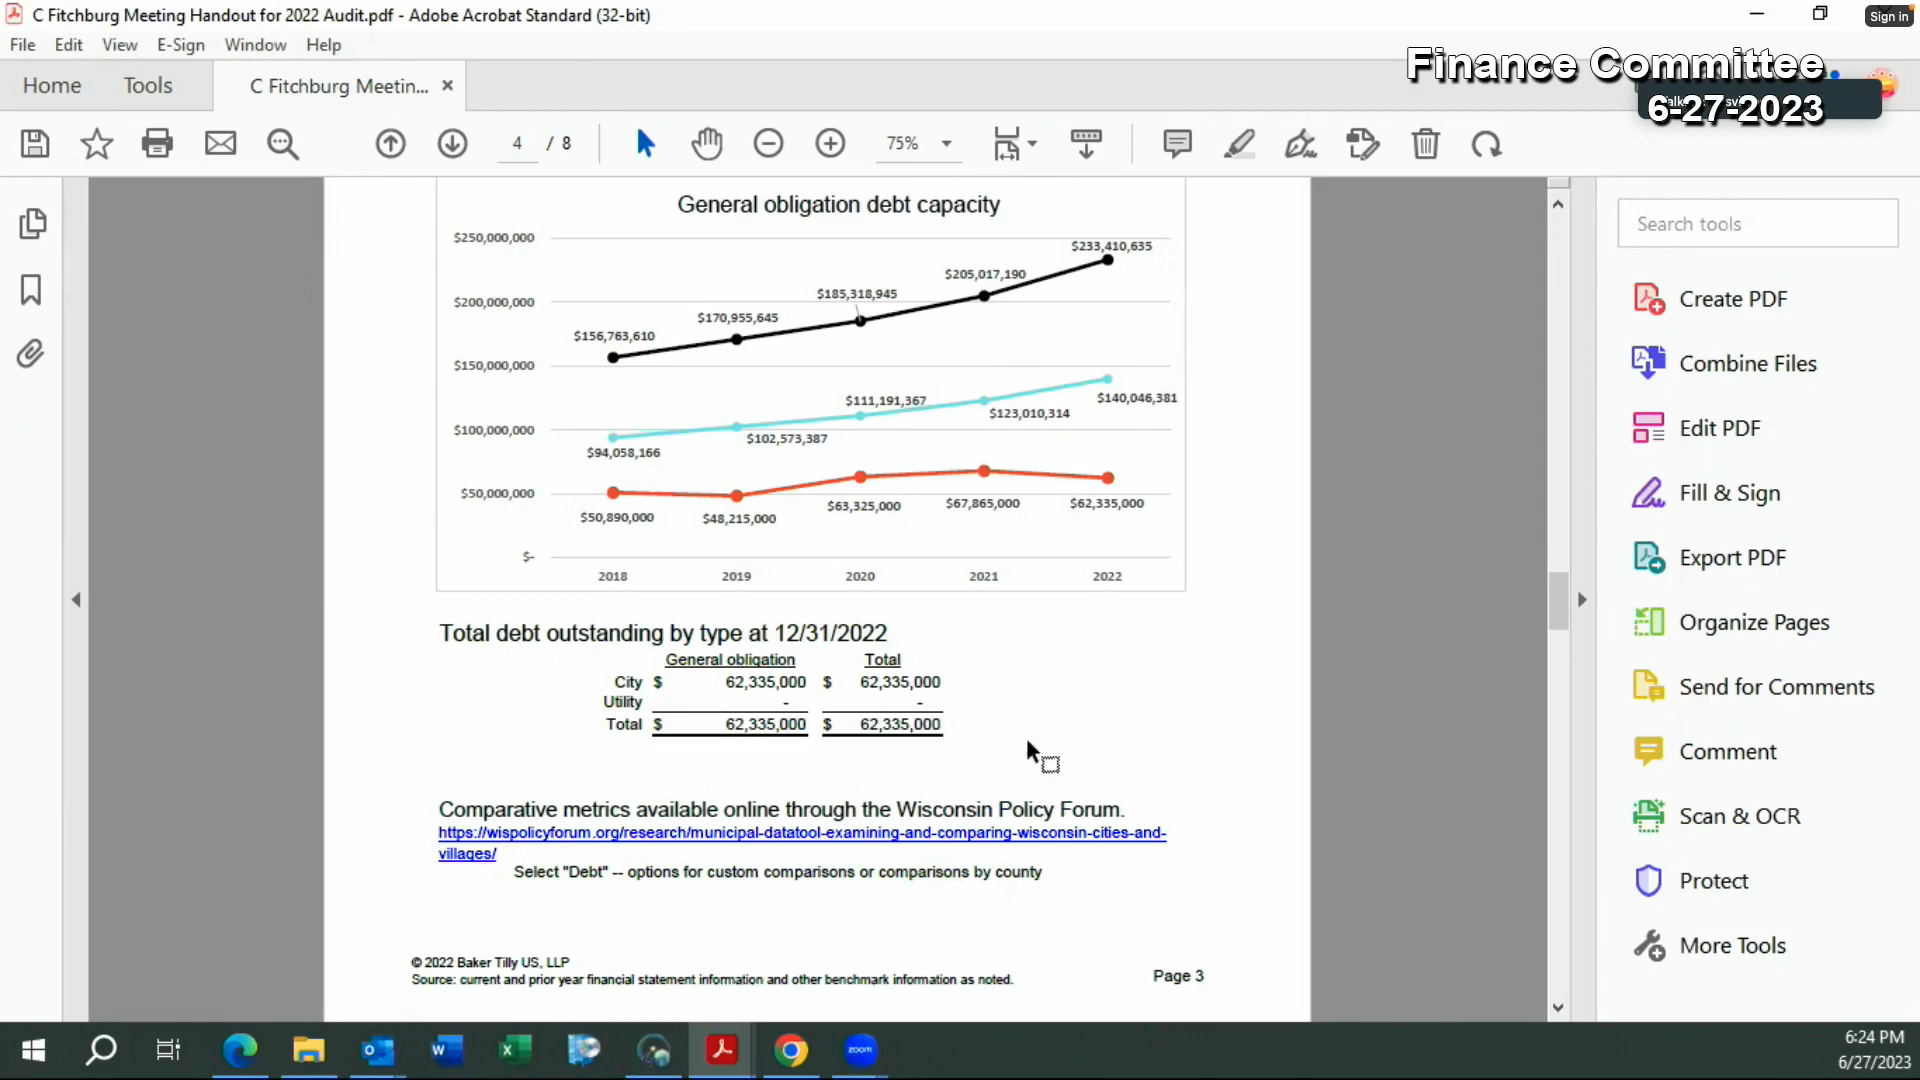 C Fitchburg Meeting Handout for 2022 Audit.pdf - Adobe Acrobat Standard (32-bit)
Sign in
File Edit View E-Sign Window Help
Finance Committee
6-27-2023
Home Tools C Fitchburg Meetin...
4 / 8 75%
General obligation debt capacity
$250,000,000
$200,000,000
$150,000,000
$100,000,000
$50,000,000
$-
$156,763,610
$170,955,645
$185,318,945
$205,017,190
$233,410,635
$94,058,166
$102,573,387
$111,191,367
$123,010,314
$140,046,381
$50,890,000
$48,215,000
$63,325,000
$67,865,000
$62,335,000
2018 2019 2020 2021 2022
Total debt outstanding by type at 12/31/2022
General obligation Total
City $ 62,335,000 $ 62,335,000
Utility - -
Total $ 62,335,000 $ 62,335,000
Comparative metrics available online through the Wisconsin Policy Forum.
https://wispolicyforum.org/research/municipal-datatool-examining-and-comparing-wisconsin-cities-and-
villages/
Select "Debt" -- options for custom comparisons or comparisons by county
© 2022 Baker Tilly US, LLP
Source: current and prior year financial statement information and other benchmark information as noted.
Page 3
Search tools
Create PDF
Combine Files
Edit PDF
Fill & Sign
Export PDF
Organize Pages
Send for Comments
Comment
Scan & OCR
Protect
More Tools
zoom
6:24 PM
6/27/2023